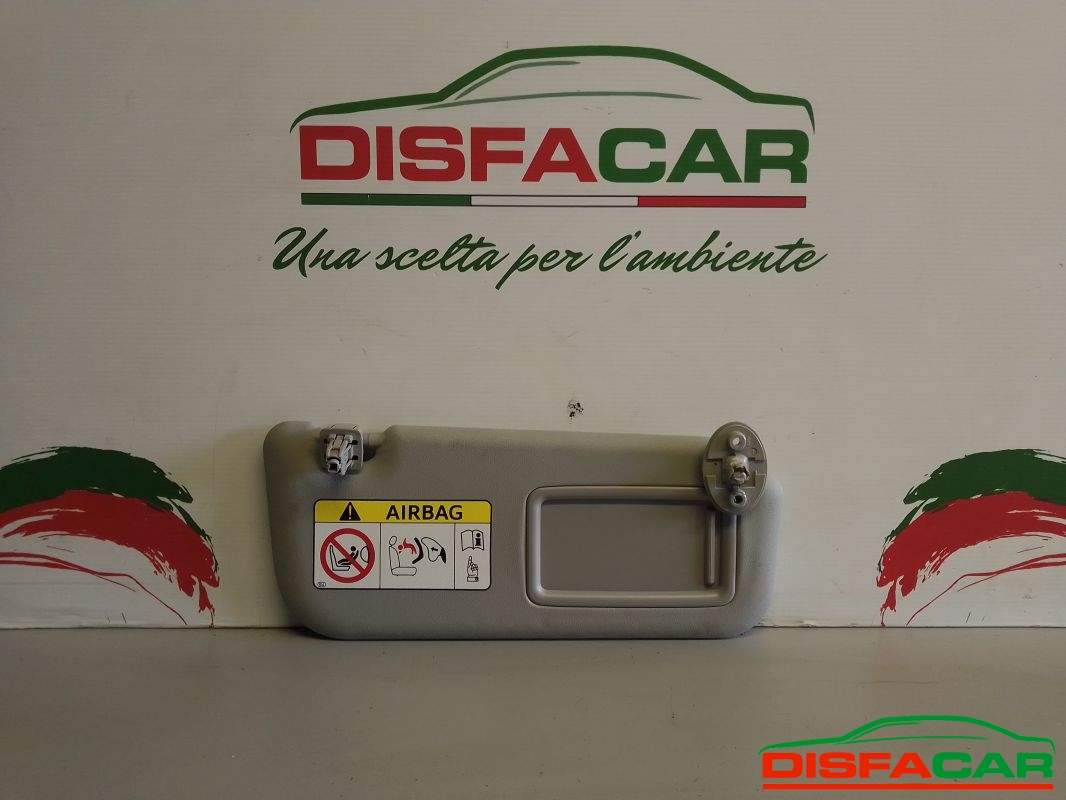 DISFACAR
Una scelta per l'ambiente
AIRBAG
DISFACAR